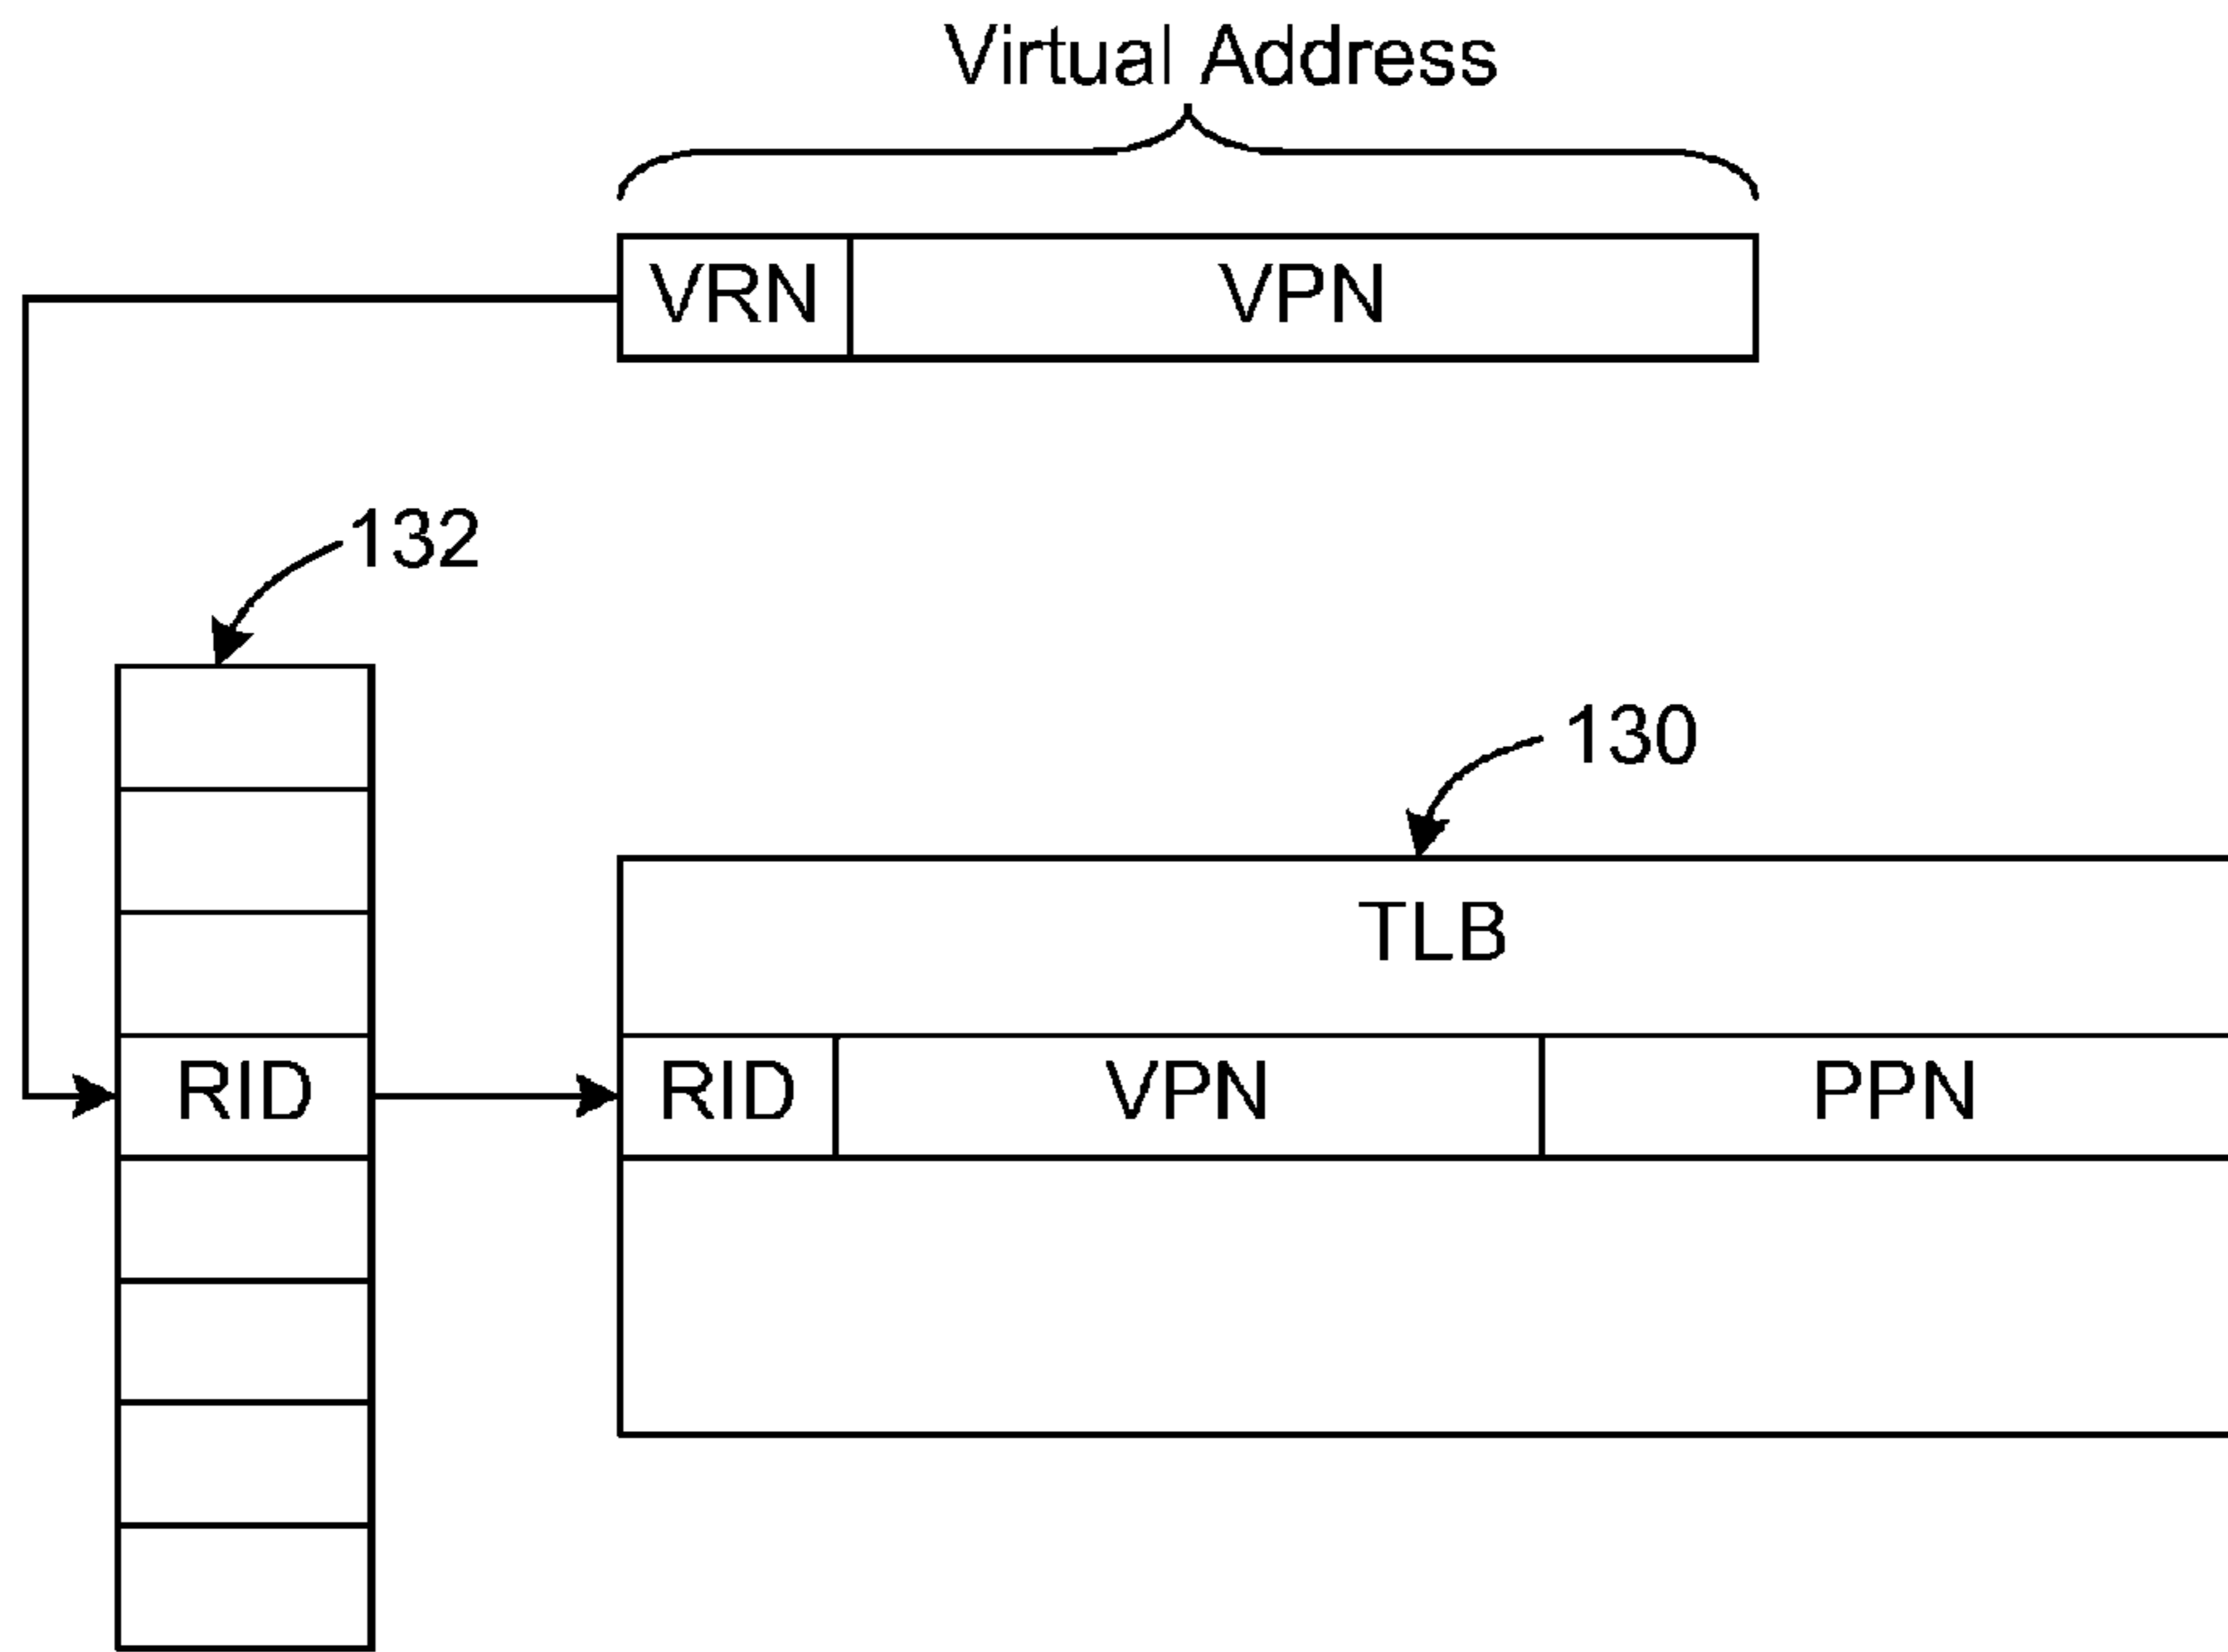 Virtual Address
VRN VPN
132
130
TLB
RID RID VPN PPN